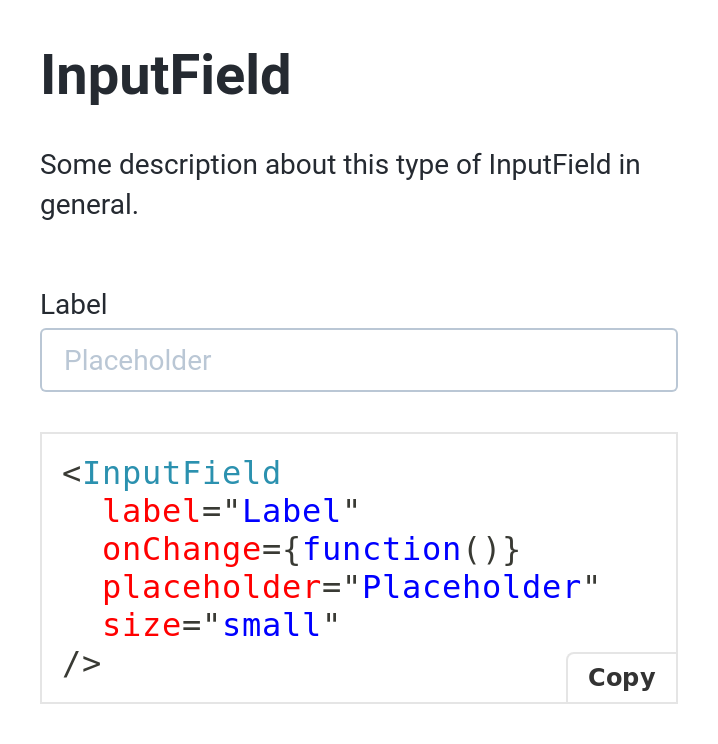 InputField
Some description about this type of InputField in
general.
Label
Placeholder
<InputField
  label="Label"
  onChange={function()}
  placeholder="Placeholder"
  size="small"
/>
Copy